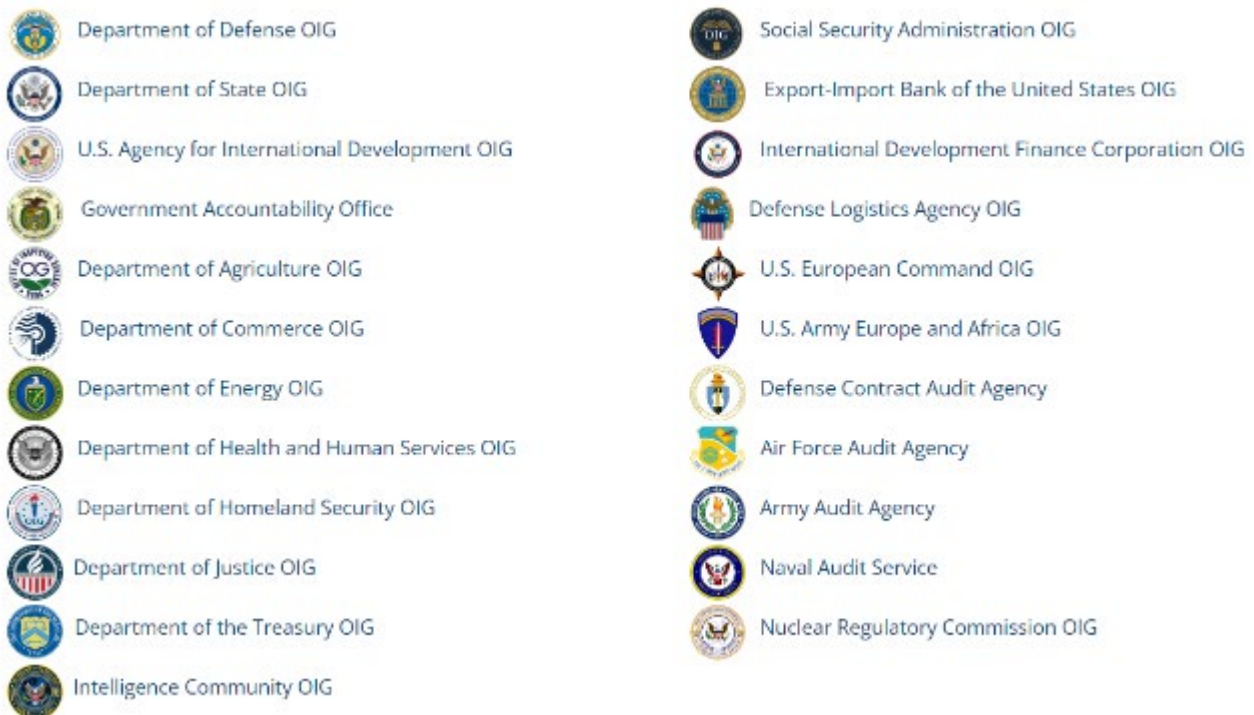 Department of Defense OIG
Department of State OIG
U.S. Agency for International Development OIG
Government Accountability Office
Department of Agriculture OIG
Department of Commerce OIG
Department of Energy OIG
Department of Health and Human Services OIG
Department of Homeland Security OIG
Department of Justice OIG
Department of the Treasury OIG
Intelligence Community OIG
OIG
Social Security Administration OIG
Export-Import Bank of the United States OIG
International Development Finance Corporation OIG
Defense Logistics Agency OIG
U.S. European Command OIG
U.S. Army Europe and Africa OIG
Defense Contract Audit Agency
Air Force Audit Agency
Army Audit Agency
Naval Audit Service
Nuclear Regulatory Commission OIG